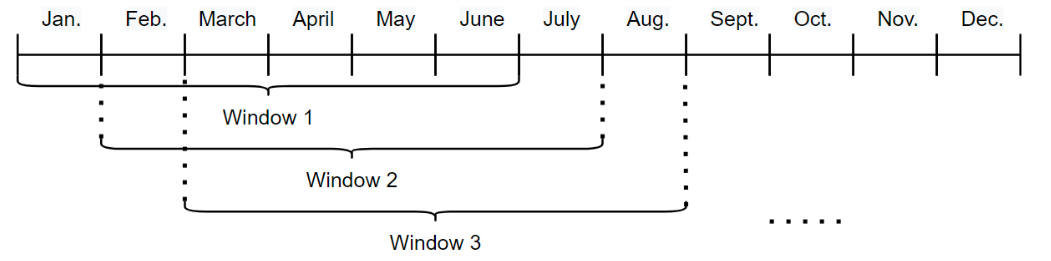 Jan. Feb. March April May June July Aug. Sept. Oct. Nov. Dec.
Window 1
Window 2
Window 3